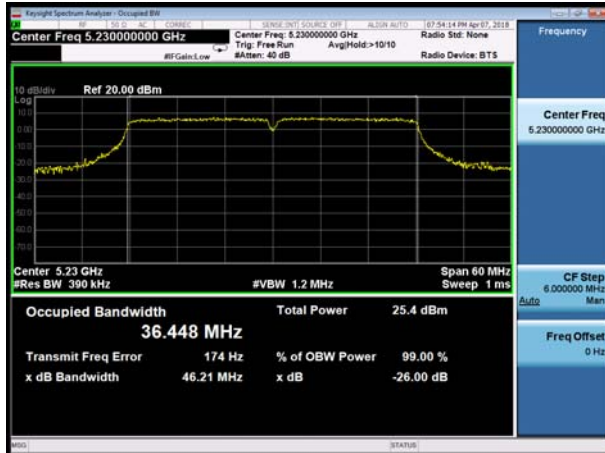 Keysight Spectrum Analyzer - Occupied BW
RF 50 Ω AC CORREC SENSE:INT SOURCE OFF ALIGN AUTO 07:54:14 PM Apr 07, 2018
Center Freq 5.230000000 GHz
Center Freq: 5.230000000 GHz Radio Std: None
Trig: Free Run Avg|Hold:>10/10
#IFGain:Low #Atten: 40 dB Radio Device: BTS
Frequency
10 dB/div Ref 20.00 dBm
Log
10.0
0.00
-10.0
-20.0
-30.0
-40.0
-50.0
-60.0
-70.0
Center Freq
5.230000000 GHz
Center 5.23 GHz Span 60 MHz
#Res BW 390 kHz #VBW 1.2 MHz Sweep 1 ms
CF Step
6.000000 MHz
Auto Man
Occupied Bandwidth Total Power 25.4 dBm
36.448 MHz
Transmit Freq Error 174 Hz % of OBW Power 99.00 %
x dB Bandwidth 46.21 MHz x dB -26.00 dB
Freq Offset
0 Hz
MSG STATUS